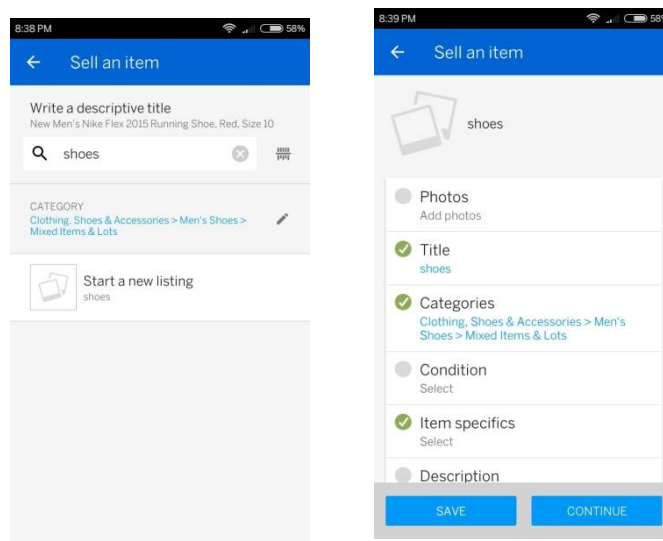 8:38 PM
58%
Sell an item
Write a descriptive title
New Men's Nike Flex 2015 Running Shoe, Red, Size 10
shoes
CATEGORY
Clothing, Shoes & Accessories > Men's Shoes >
Mixed Items & Lots
Start a new listing
shoes
8:39 PM
58%
Sell an item
shoes
Photos
Add photos
Title
shoes
Categories
Clothing, Shoes & Accessories > Men's
Shoes > Mixed Items & Lots
Condition
Select
Item specifics
Select
Description
SAVE
CONTINUE